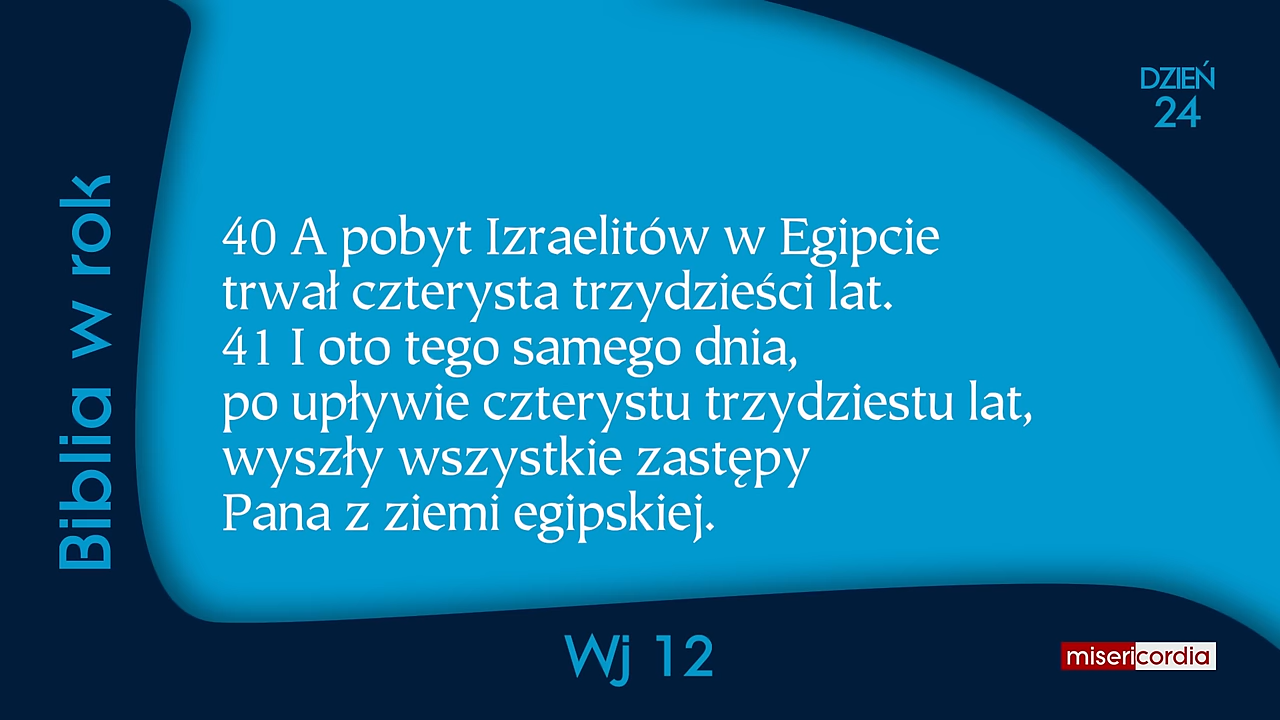 DZIEŃ
24
Biblia w rok
40 A pobyt Izraelitów w Egipcie
trwał czterysta trzydzieści lat.
41 I oto tego samego dnia,
po upływie czterystu trzydziestu lat,
wyszły wszystkie zastępy
Pana z ziemi egipskiej.
Wj 12
misericordia